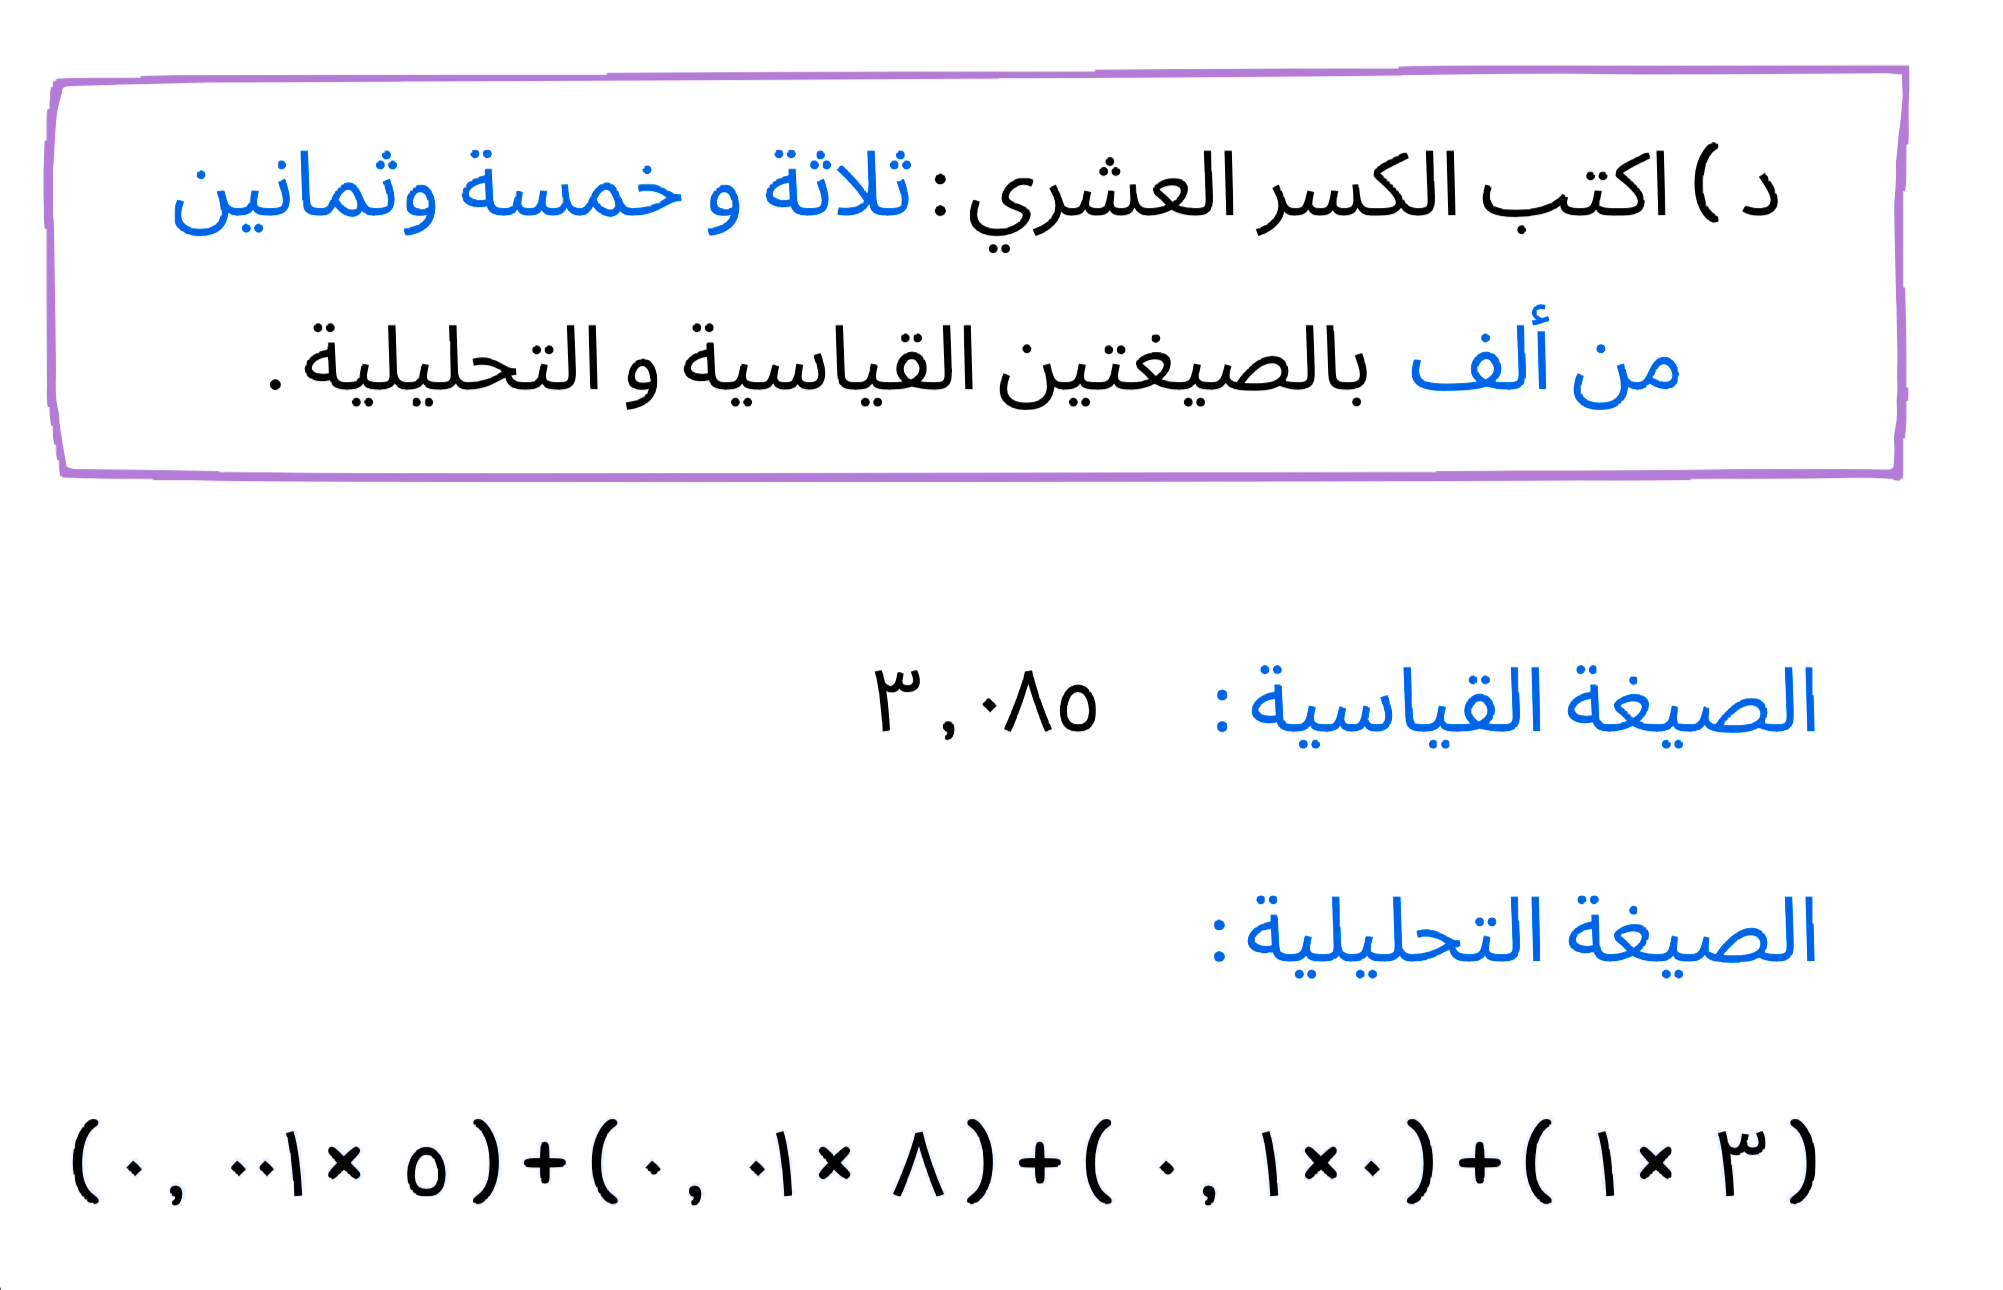 د ) اكتب الكسر العشري : ثلاثة و خمسة وثمانين
من ألف بالصيغتين القياسية و التحليلية .
الصيغة القياسية : ٣,٠٨٥
الصيغة التحليلية :
( ٣ × ١ ) + ( ٠ × ٠,١ ) + ( ٨ × ٠,٠١ ) + ( ٥ × ٠,٠٠١ )